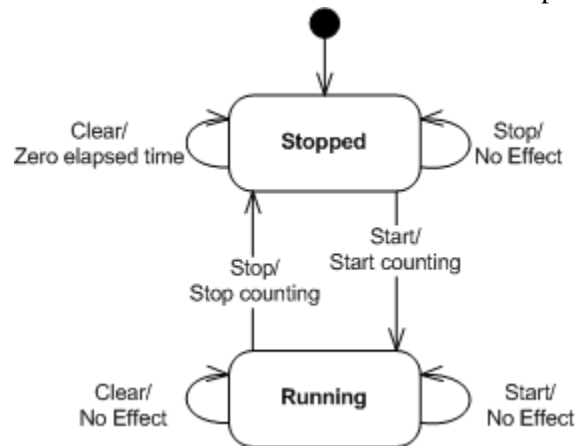 Clear/
Zero elapsed time
Stopped
Stop/
No Effect
Start/
Start counting
Stop/
Stop counting
Clear/
No Effect
Running
Start/
No Effect